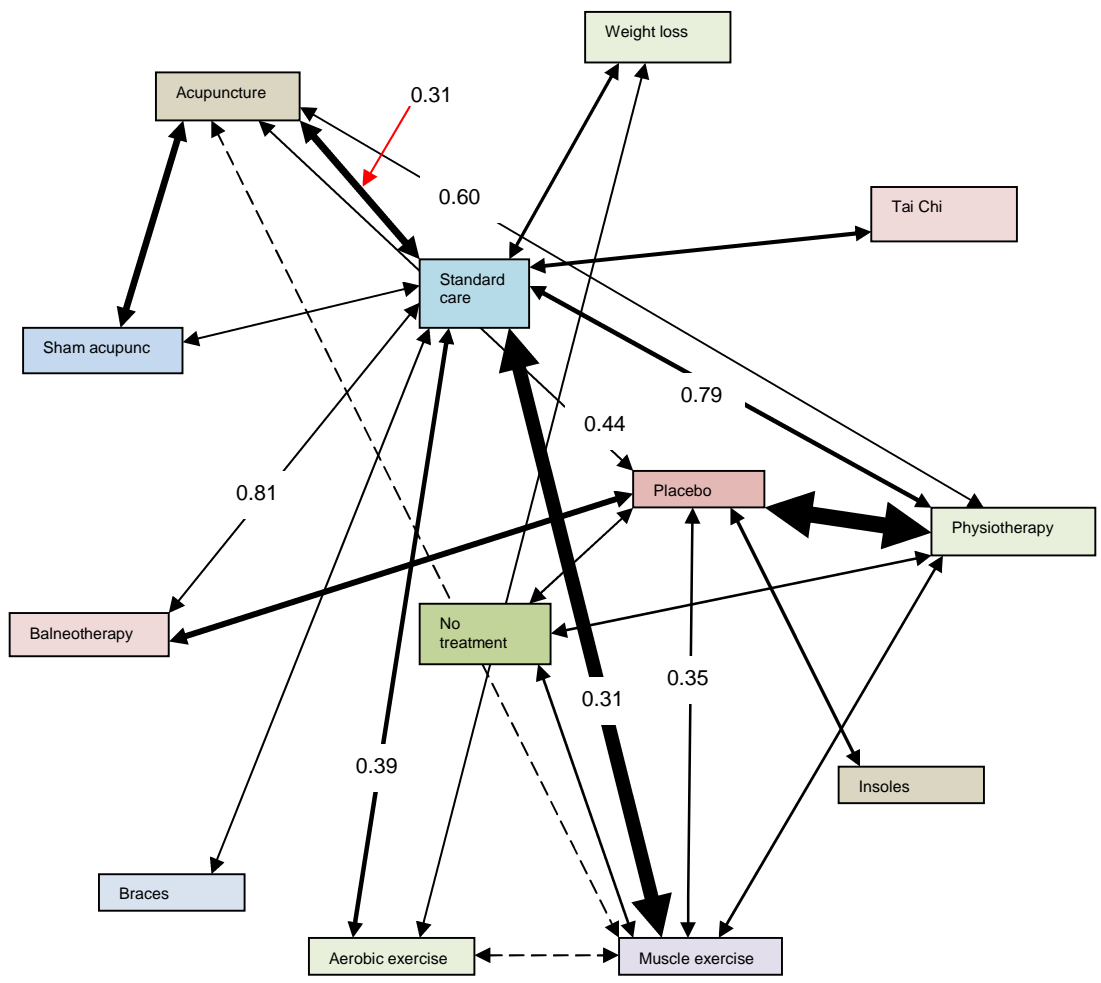 Weight loss
Acupuncture
0.31
0.60
Tai Chi
Standard
care
Sham acupunc
0.79
0.44
0.81
Placebo
Physiotherapy
No
treatment
Balneotherapy
0.35
0.31
0.39
Insoles
Braces
Aerobic exercise
Muscle exercise